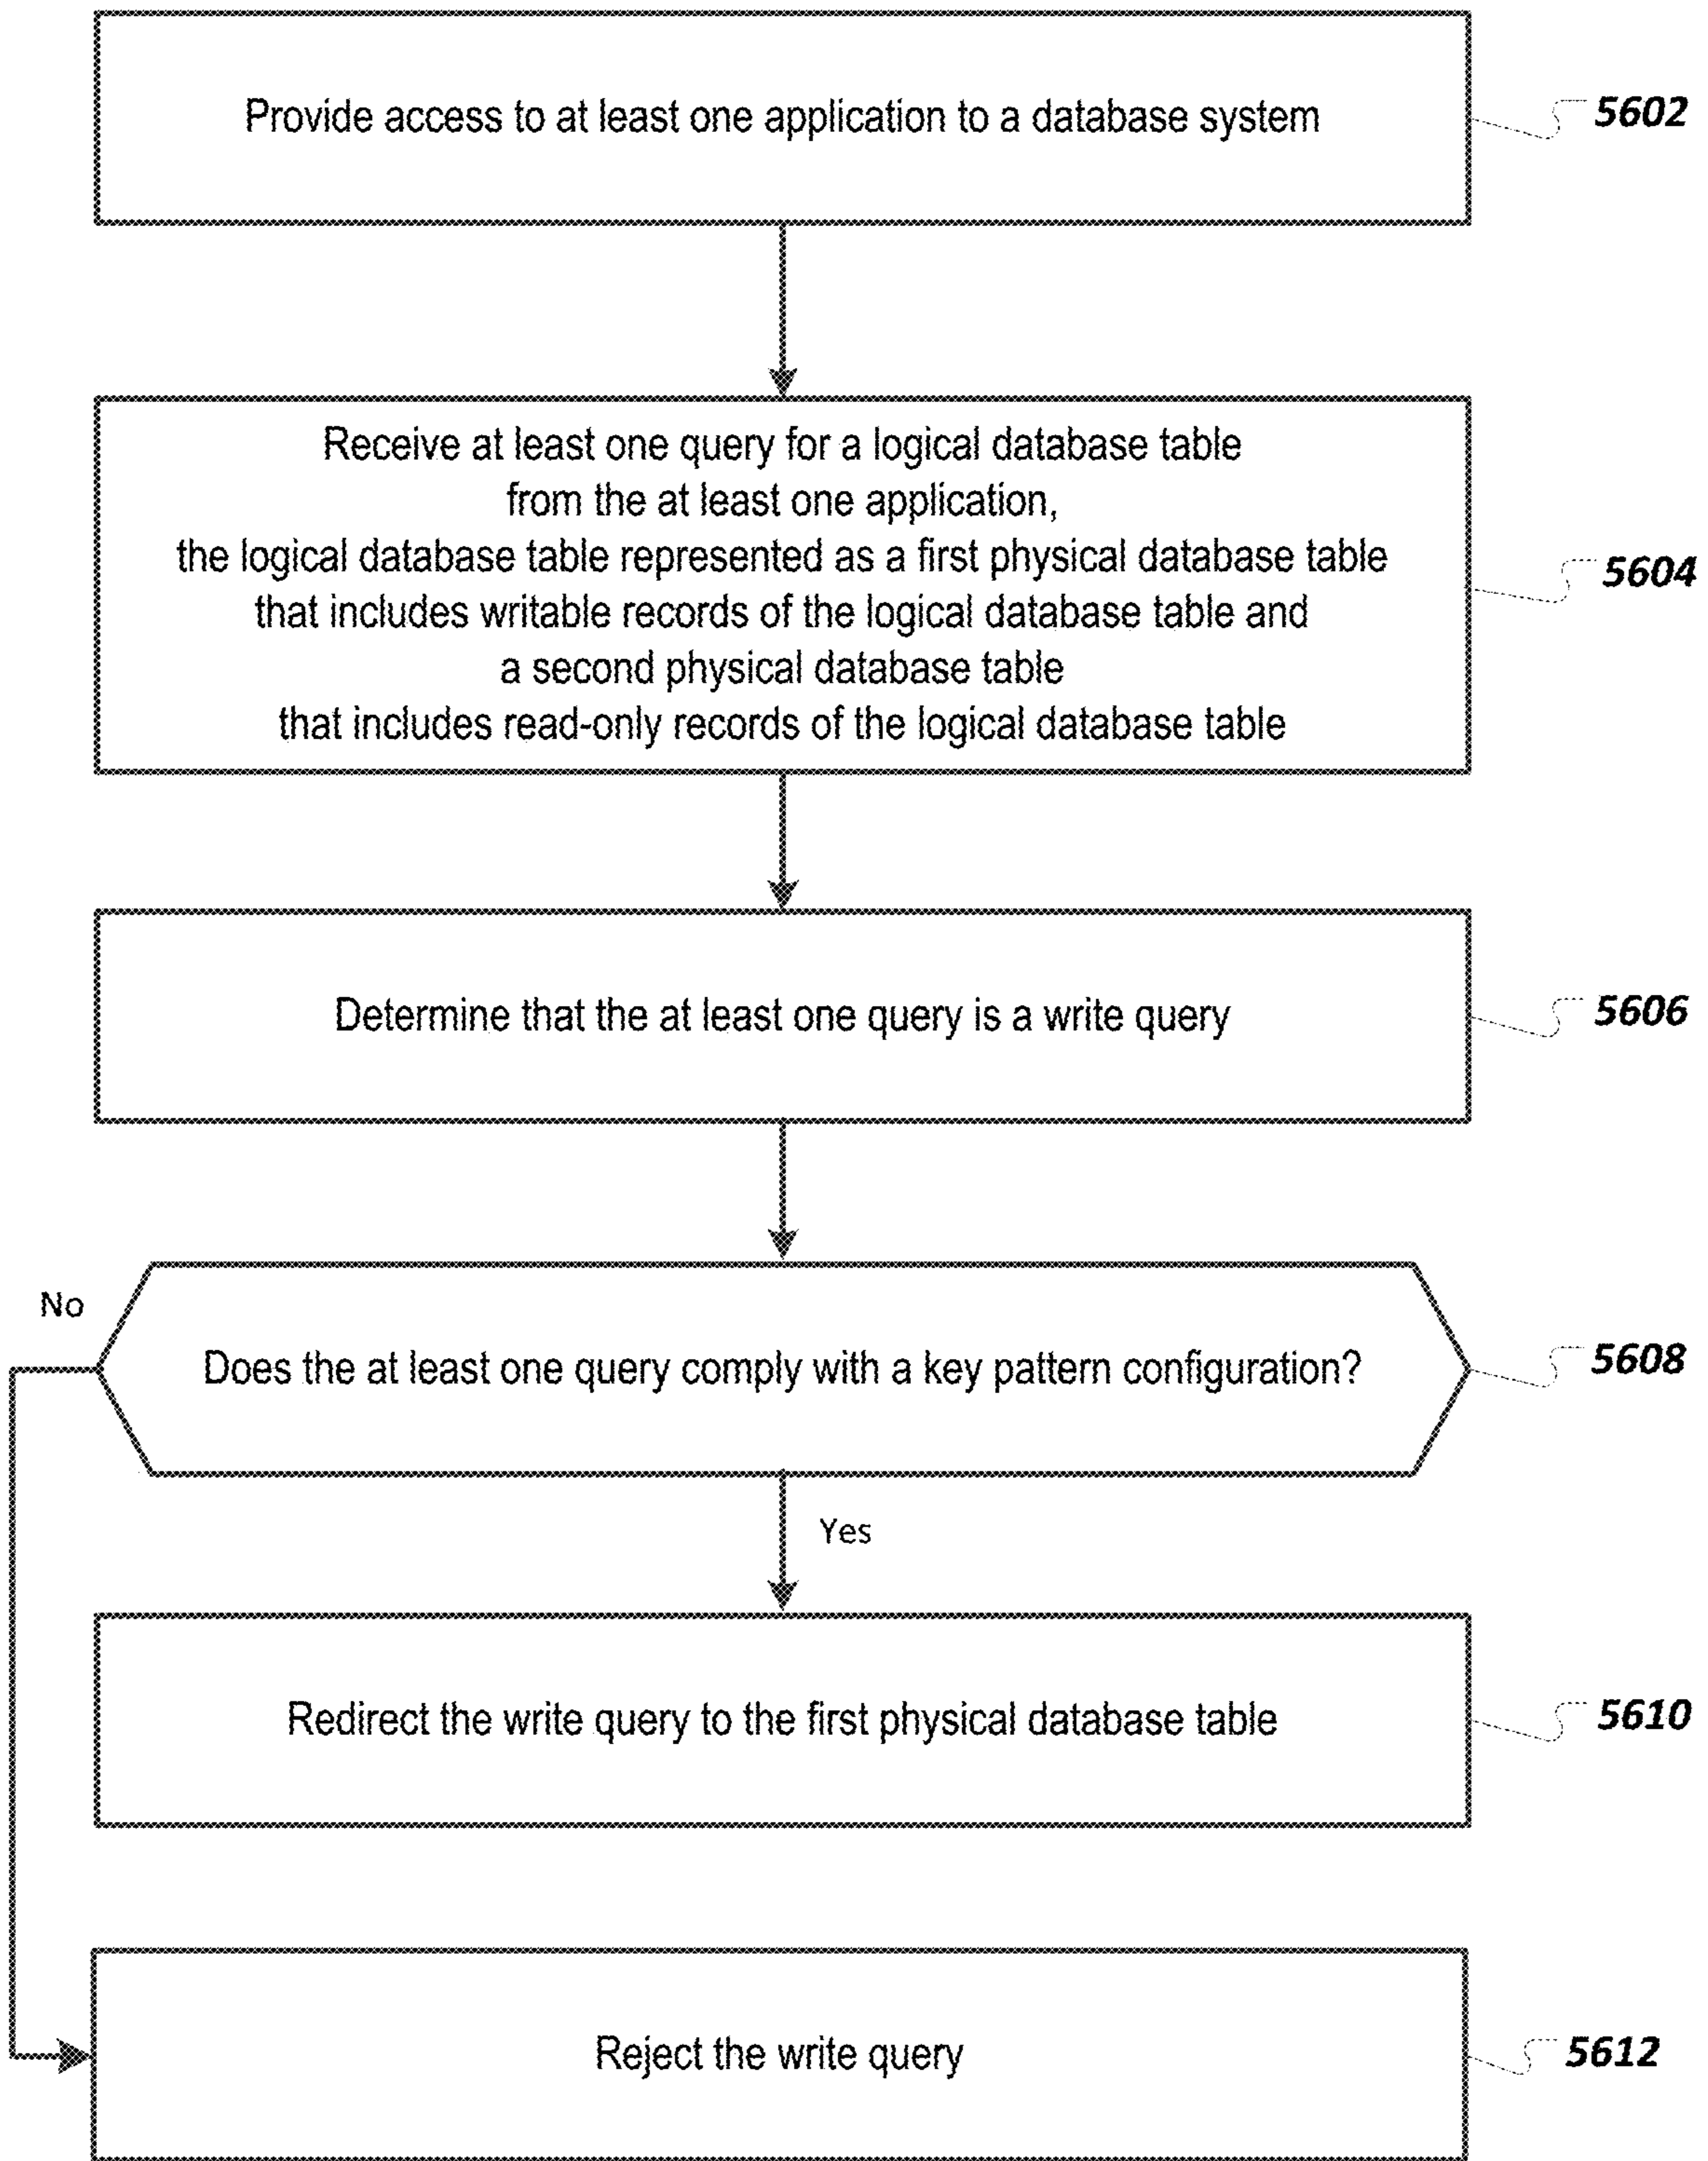 Provide access to at least one application to a database system
5602
Receive at least one query for a logical database table
from the at least one application,
the logical database table represented as a first physical database table
that includes writable records of the logical database table and
a second physical database table
that includes read-only records of the logical database table
5604
Determine that the at least one query is a write query
5606
No
Does the at least one query comply with a key pattern configuration?
5608
Yes
Redirect the write query to the first physical database table
5610
Reject the write query
5612